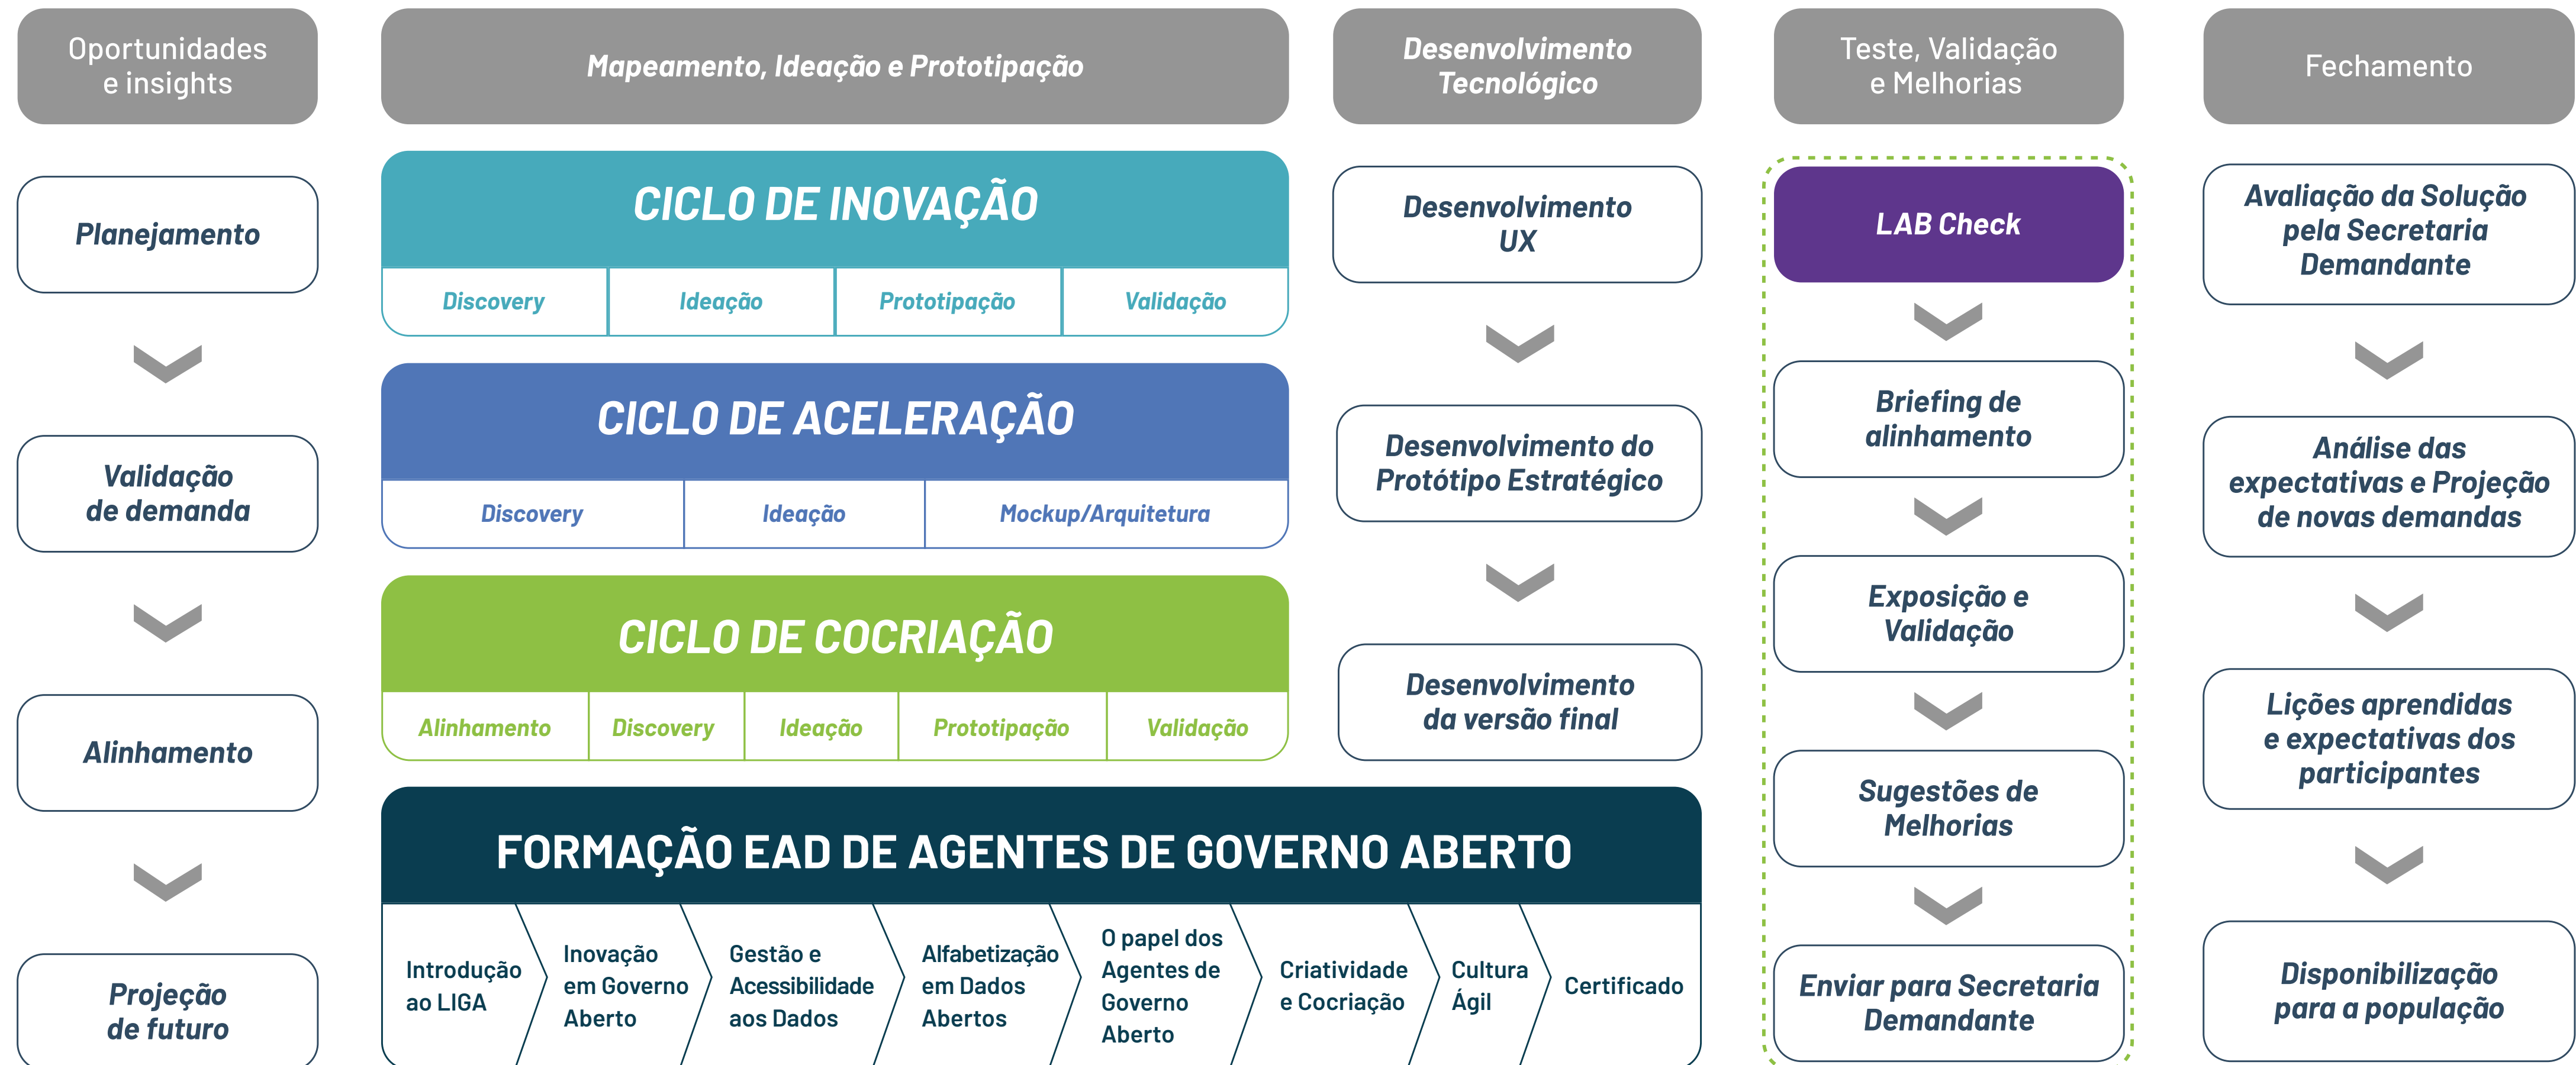 Oportunidades
e insights
Planejamento
Validação
de demanda
Alinhamento
Projeção
de futuro
Mapeamento, Ideação e Prototipação
CICLO DE INOVAÇÃO
Discovery
Ideação
Prototipação
Validação
CICLO DE ACELERAÇÃO
Discovery
Ideação
Mockup/Arquitetura
CICLO DE COCRIAÇÃO
Alinhamento
Discovery
Ideação
Prototipação
Validação
Desenvolvimento
Tecnológico
Desenvolvimento
UX
Desenvolvimento do
Protótipo Estratégico
Desenvolvimento
da versão final
FORMAÇÃO EAD DE AGENTES DE GOVERNO ABERTO
Introdução
ao LIGA
Inovação
em Governo
Aberto
Gestão e
Acessibilidade
aos Dados
Alfabetização
em Dados
Abertos
O papel dos
Agentes de
Governo
Aberto
Criatividade
e Cocriação
Cultura
Ágil
Certificado
Teste, Validação
e Melhorias
LAB Check
Briefing de
alinhamento
Exposição e
Validação
Sugestões de
Melhorias
Enviar para Secretaria
Demandante
Fechamento
Avaliação da Solução
pela Secretaria
Demandante
Análise das
expectativas e Projeção
de novas demandas
Lições aprendidas
e expectativas dos
participantes
Disponibilização
para a população